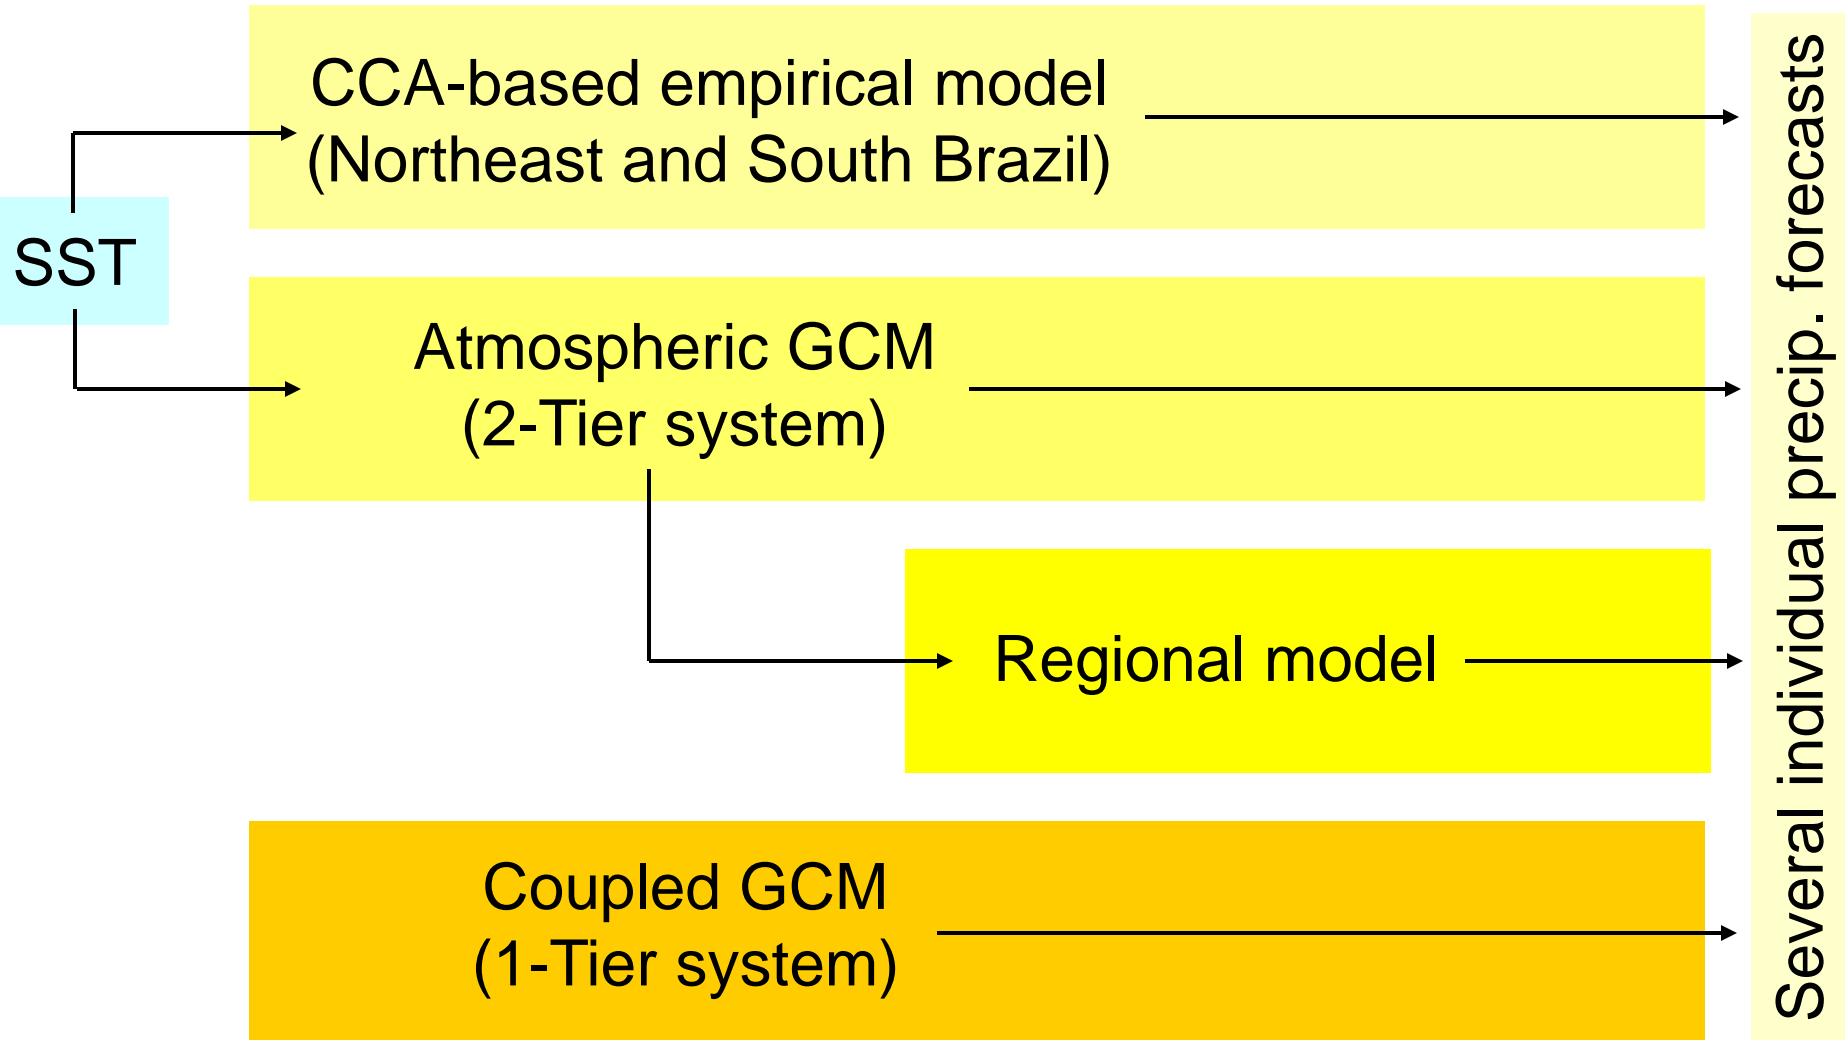 CCA-based empirical model
(Northeast and South Brazil)
SST
Atmospheric GCM
(2-Tier system)
Regional model
Coupled GCM
(1-Tier system)
Several individual precip. forecasts